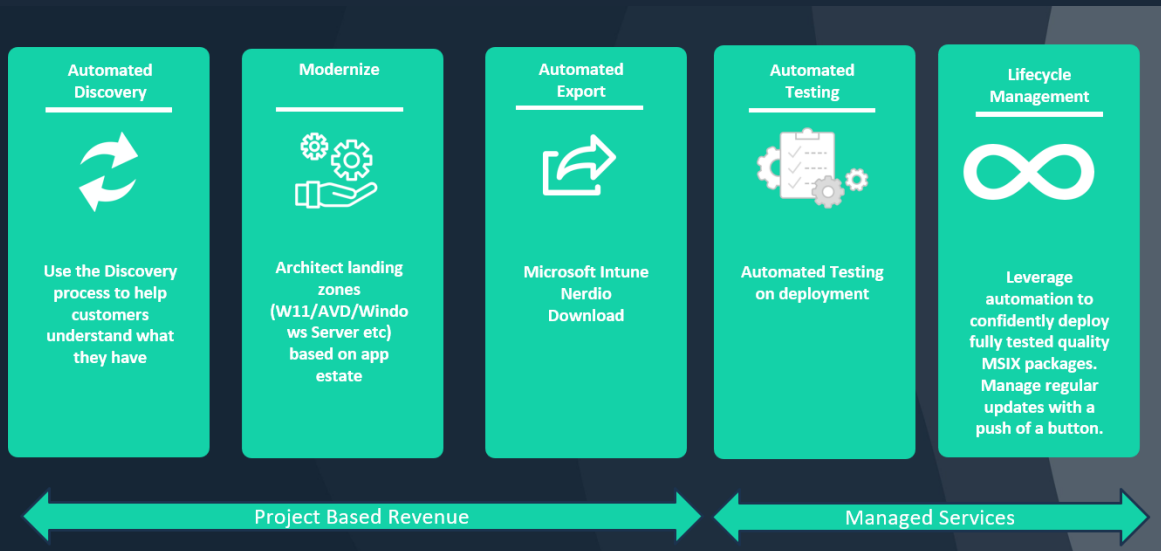 Automated
Discovery
Use the Discovery
process to help
customers
understand what
they have
Modernize
Architect landing
zones
(W11/AVD/Windo
ws Server etc)
based on app
estate
Automated
Export
Microsoft Intune
Nerdio
Download
Automated
Testing
Automated Testing
on deployment
Lifecycle
Management
Leverage
automation to
confidently deploy
fully tested quality
MSIX packages.
Manage regular
updates with a
push of a button.
Project Based Revenue
Managed Services